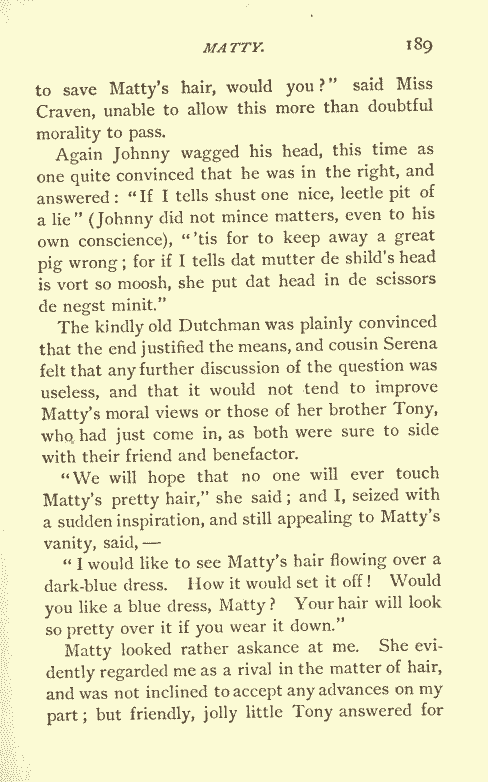 MATTY. 189
to save Matty's hair, would you?" said Miss
Craven, unable to allow this more than doubtful
morality to pass.
Again Johnny wagged his head, this time as
one quite convinced that he was in the right, and
answered: "If I tells shust one nice, leetle pit of
a lie" (Johnny did not mince matters, even to his
own conscience), "'tis for to keep away a great
pig wrong; for if I tells dat mutter de shild's head
is vort so moosh, she put dat head in de scissors
de negst minit."
The kindly old Dutchman was plainly convinced
that the end justified the means, and cousin Serena
felt that any further discussion of the question was
useless, and that it would not tend to improve
Matty's moral views or those of her brother Tony,
who had just come in, as both were sure to side
with their friend and benefactor.
"We will hope that no one will ever touch
Matty's pretty hair," she said; and I, seized with
a sudden inspiration, and still appealing to Matty's
vanity, said,—
"I would like to see Matty's hair flowing over a
dark-blue dress. How it would set it off! Would
you like a blue dress, Matty? Your hair will look
so pretty over it if you wear it down."
Matty looked rather askance at me. She evi-
dently regarded me as a rival in the matter of hair,
and was not inclined to accept any advances on my
part; but friendly, jolly little Tony answered for